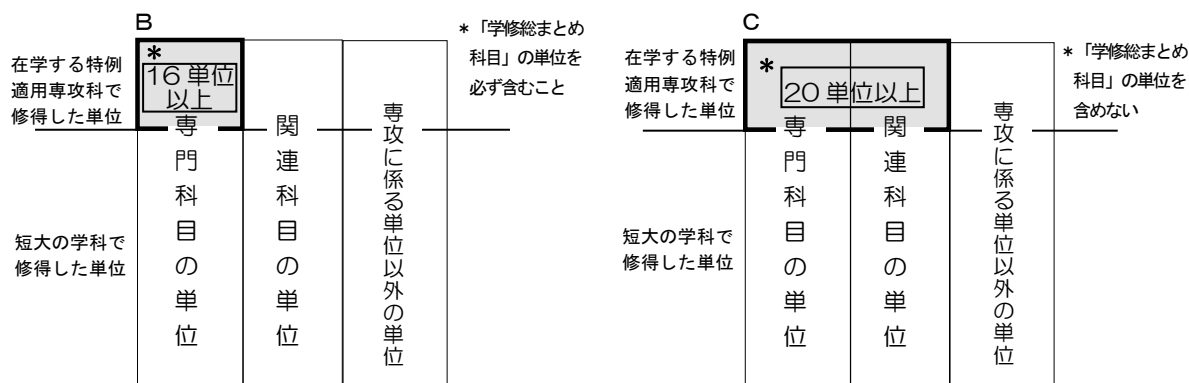 B
在学する特例
適用専攻科で
修得した単位
*
16 単位
以上
*「学修総まとめ
科目」の単位を
必ず含むこと
短大の学科で
修得した単位
専門科目の単位
関連科目の単位
専攻に係る単位以外の単位
C
在学する特例
適用専攻科で
修得した単位
*
20 単位以上
*「学修総まとめ
科目」の単位を
含めない
短大の学科で
修得した単位
専門科目の単位
関連科目の単位
専攻に係る単位以外の単位